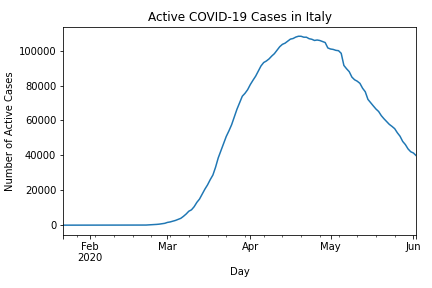 Active COVID-19 Cases in Italy
Number of Active Cases
100000
80000
60000
40000
20000
0
Feb Mar Apr May Jun
2020
Day